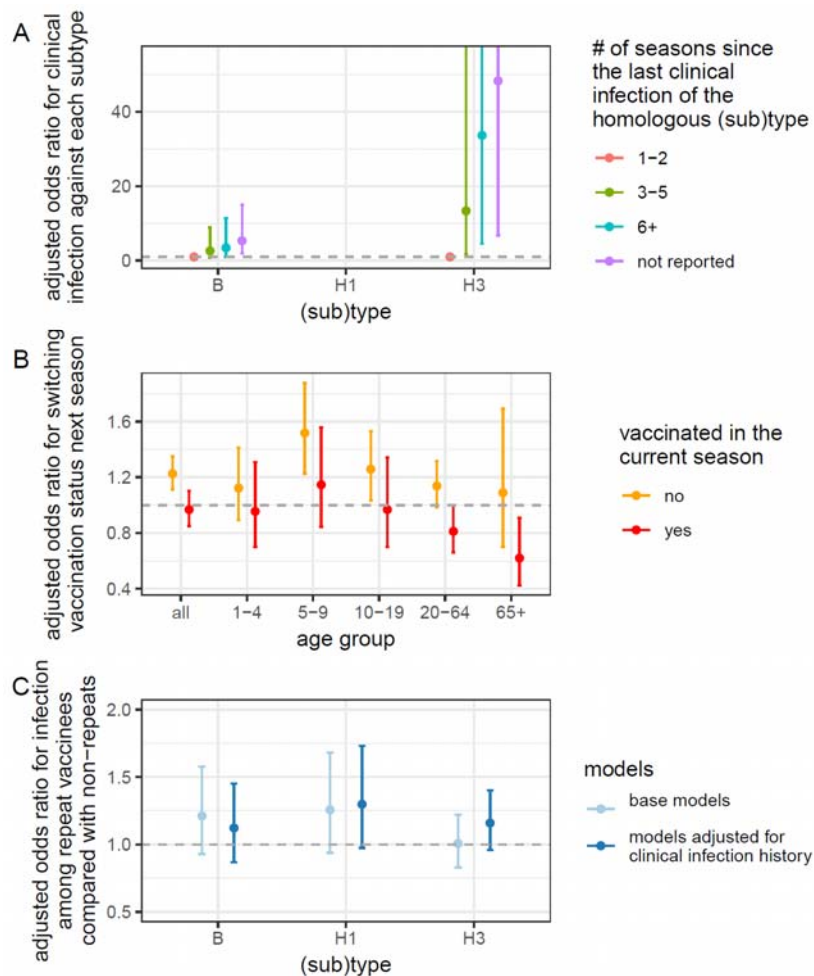 A
adjusted odds ratio for clinical
infection against each subtype
40
20
0
B
H1
H3
(sub)type
# of seasons since
the last clinical
infection of the
homologous (sub)type
1-2
3-5
6+
not reported
B
adjusted odds ratio for switching
vaccination status next season
1.6
1.2
0.8
0.4
all
1-4
5-9
10-19
20-64
65+
age group
vaccinated in the
current season
no
yes
C
adjusted odds ratio for infection
among repeat vaccinees
compared with non-repeats
2.0
1.5
1.0
0.5
B
H1
H3
(sub)type
models
base models
models adjusted for
clinical infection history